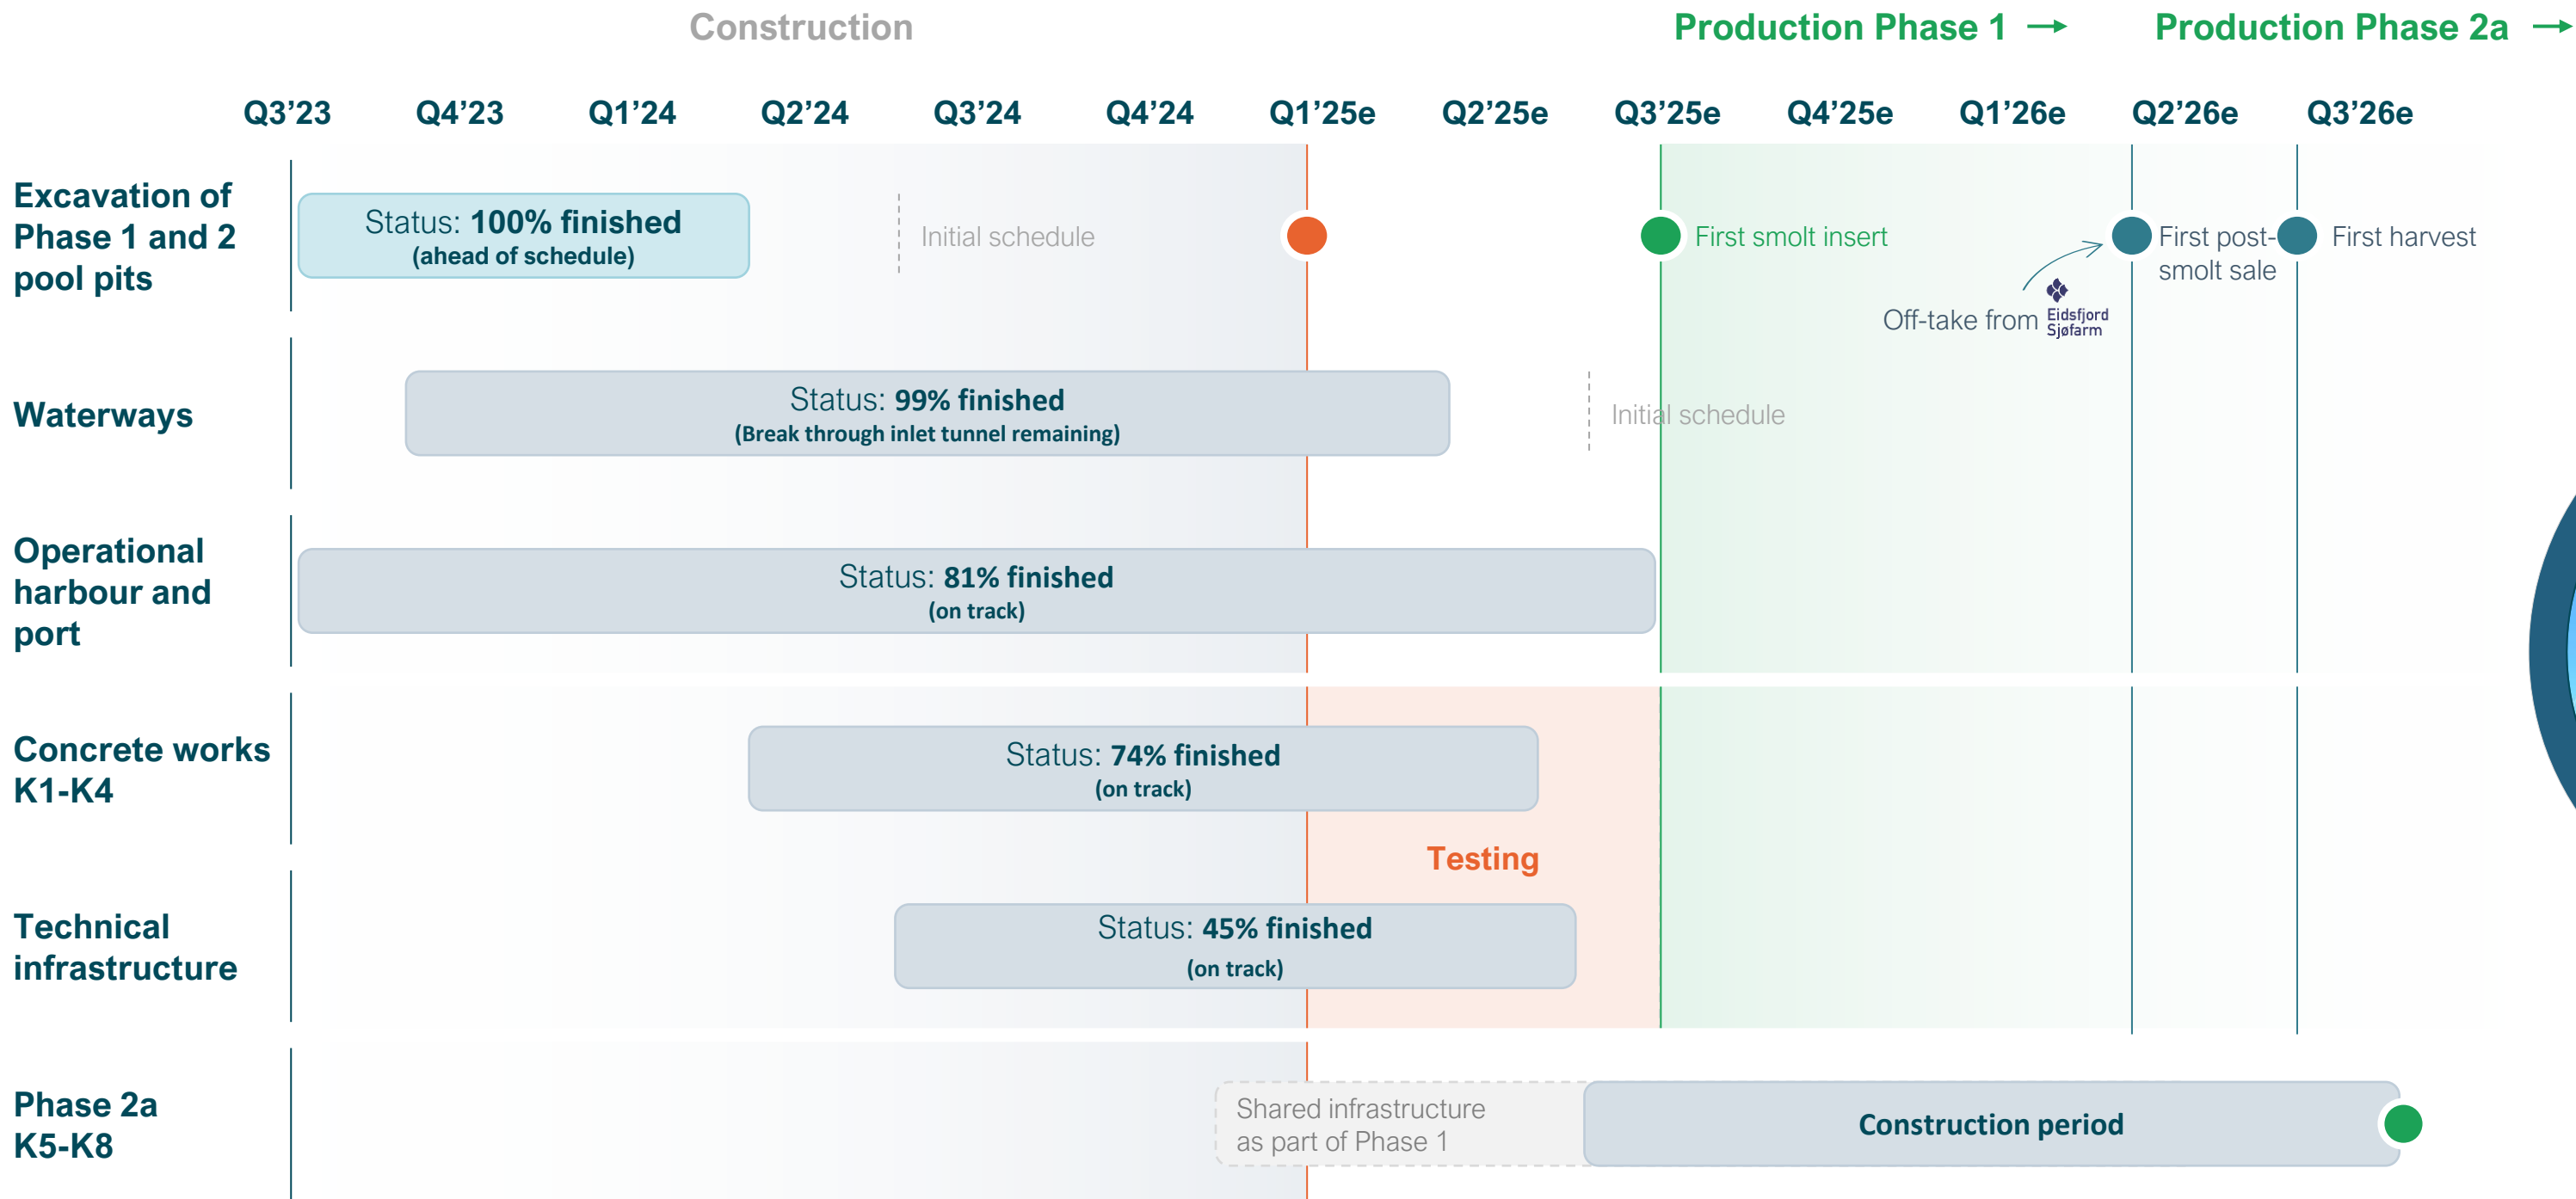 Construction
Production Phase 1 →
Production Phase 2a →
Q3’23 Q4’23 Q1’24 Q2’24 Q3’24 Q4’24 Q1’25e Q2’25e Q3’25e Q4’25e Q1’26e Q2’26e Q3’26e
Excavation of
Phase 1 and 2
pool pits
Status: 100% finished
(ahead of schedule)
Initial schedule
First smolt insert
First post-
smolt sale
First harvest
Off-take from
Eidsfjord
Sjøfarm
Waterways
Status: 99% finished
(Break through inlet tunnel remaining)
Initial schedule
Operational
harbour and
port
Status: 81% finished
(on track)
Concrete works
K1-K4
Status: 74% finished
(on track)
Testing
Technical
infrastructure
Status: 45% finished
(on track)
Phase 2a
K5-K8
Shared infrastructure
as part of Phase 1
Construction period